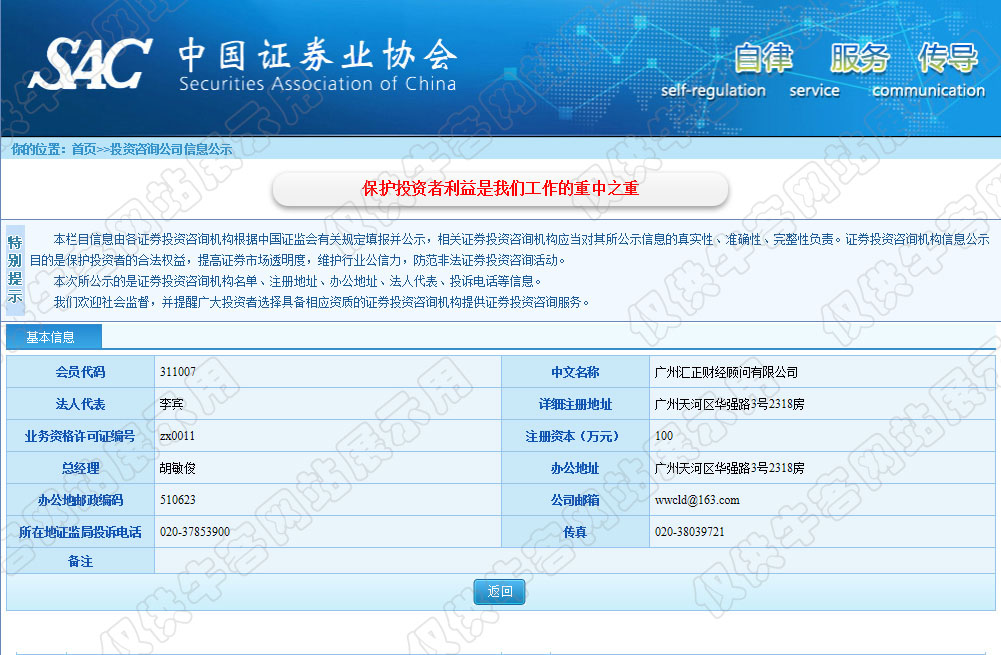 SAC 中国证券业协会
Securities Association of China
自律 服务 传导
self-regulation service communication
你的位置：首页>>投资咨询公司信息公示
保护投资者利益是我们工作的重中之重
特别提示
本栏目信息由各证券投资咨询机构根据中国证监会有关规定填报并公示，相关证券投资咨询机构应当对其所公示信息的真实性、准确性、完整性负责。证券投资咨询机构信息公示
目的是保护投资者的合法权益，提高证券市场透明度，维护行业公信力，防范非法证券投资咨询活动。
本次所公示的是证券投资咨询机构名单、注册地址、办公地址、法人代表、投诉电话等信息。
我们欢迎社会监督，并提醒广大投资者选择具备相应资质的证券投资咨询机构提供证券投资咨询服务。
基本信息
会员代码 311007 中文名称 广州汇正财经顾问有限公司
法人代表 李宾 详细注册地址 广州天河区华强路3号2318房
业务资格许可证编号 zx0011 注册资本（万元） 100
总经理 胡敏俊 办公地址 广州天河区华强路3号2318房
办公地邮政编码 510623 公司邮箱 wwcld@163.com
所在地证监局投诉电话 020-37853900 传真 020-38039721
备注
返回
仅供牛客网站展示用